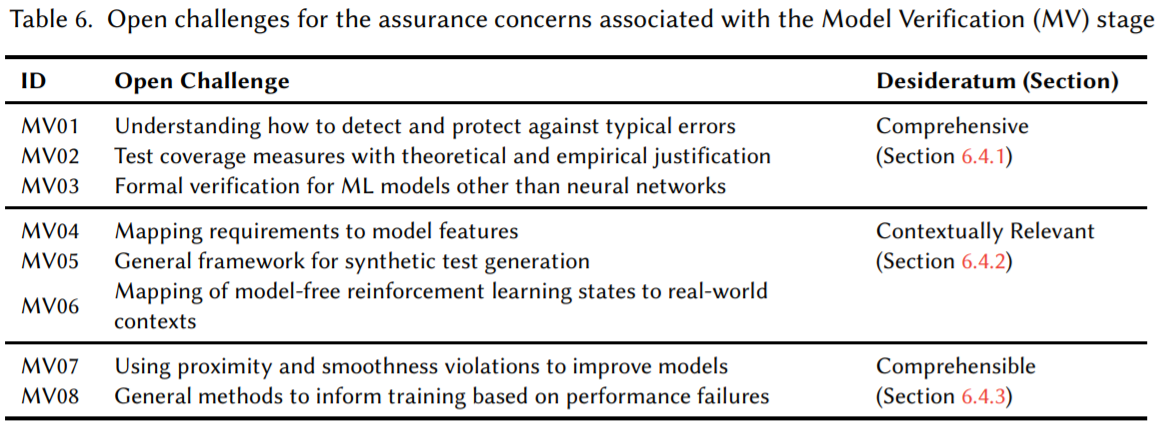 Table 6. Open challenges for the assurance concerns associated with the Model Verification (MV) stage
ID Open Challenge Desideratum (Section)
MV01 Understanding how to detect and protect against typical errors Comprehensive
MV02 Test coverage measures with theoretical and empirical justification (Section 6.4.1)
MV03 Formal verification for ML models other than neural networks
MV04 Mapping requirements to model features Contextually Relevant
MV05 General framework for synthetic test generation (Section 6.4.2)
MV06 Mapping of model-free reinforcement learning states to real-world
contexts
MV07 Using proximity and smoothness violations to improve models Comprehensible
MV08 General methods to inform training based on performance failures (Section 6.4.3)